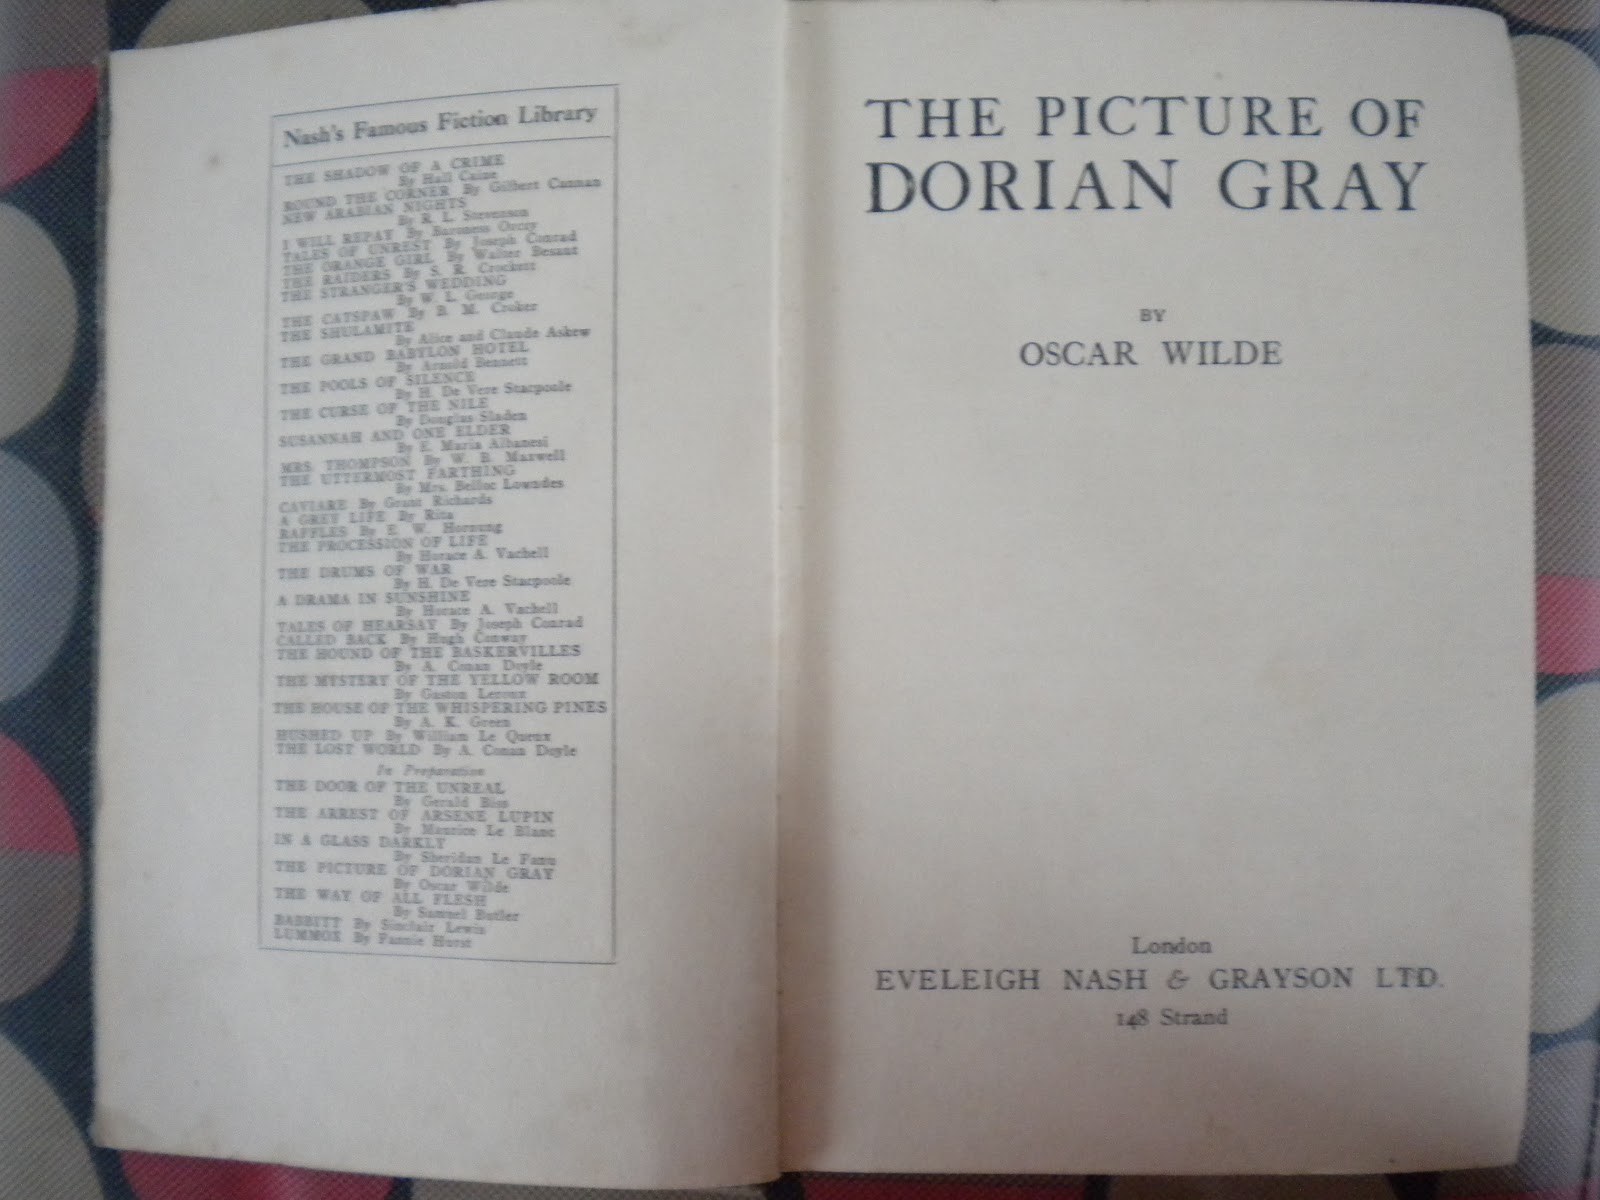 Nash's Famous Fiction Library
THE SHADOW OF A CRIME
By Hall Caine
ROUND THE CORNER By Gilbert Cannan
NEW ARABIAN NIGHTS
By R. L. Stevenson
I WILL REPAY By Baroness Orczy
TALES OF UNREST By Joseph Conrad
THE ORANGE GIRL By Walter Besant
THE RAIDERS By S. R. Crockett
THE STRANGER'S WEDDING
By W. L. George
THE CATSPAW By B. M. Croker
THE SHULAMITE
By Alice and Claude Askew
THE GRAND BABYLON HOTEL
By Arnold Bennett
THE POOLS OF SILENCE
By H. De Vere Stacpoole
THE CURSE OF THE NILE
By Douglas Sladen
SUSANNAH AND ONE ELDER
By E. Maria Albanesi
MRS. THOMPSON By W. B. Maxwell
THE UTTERMOST FARTHING
By Mrs. Belloc Lowndes
CAVIARE By Grant Richards
A GREY LIFE By Rita
RAFFLES By E. W. Hornung
THE PROCESSION OF LIFE
By Horace A. Vachell
THE DRUMS OF WAR
By H. De Vere Stacpoole
A DRAMA IN SUNSHINE
By Horace A. Vachell
TALES OF HEARSAY By Joseph Conrad
CALLED BACK By Hugh Conway
THE HOUND OF THE BASKERVILLES
By A. Conan Doyle
THE MYSTERY OF THE YELLOW ROOM
By Gaston Leroux
THE HOUSE OF THE WHISPERING PINES
By A. K. Green
HUSHED UP By William Le Queux
THE LOST WORLD By A. Conan Doyle
In Preparation
THE DOOR OF THE UNREAL
By Gerald Biss
THE ARREST OF ARSENE LUPIN
By Maurice Le Blanc
IN A GLASS DARKLY
By Sheridan Le Fanu
THE PICTURE OF DORIAN GRAY
By Oscar Wilde
THE WAY OF ALL FLESH
By Samuel Butler
BABBITT By Sinclair Lewis
LUMMOX By Fannie Hurst
THE PICTURE OF
DORIAN GRAY
BY
OSCAR WILDE
London
EVELEIGH NASH & GRAYSON LTD.
148 Strand